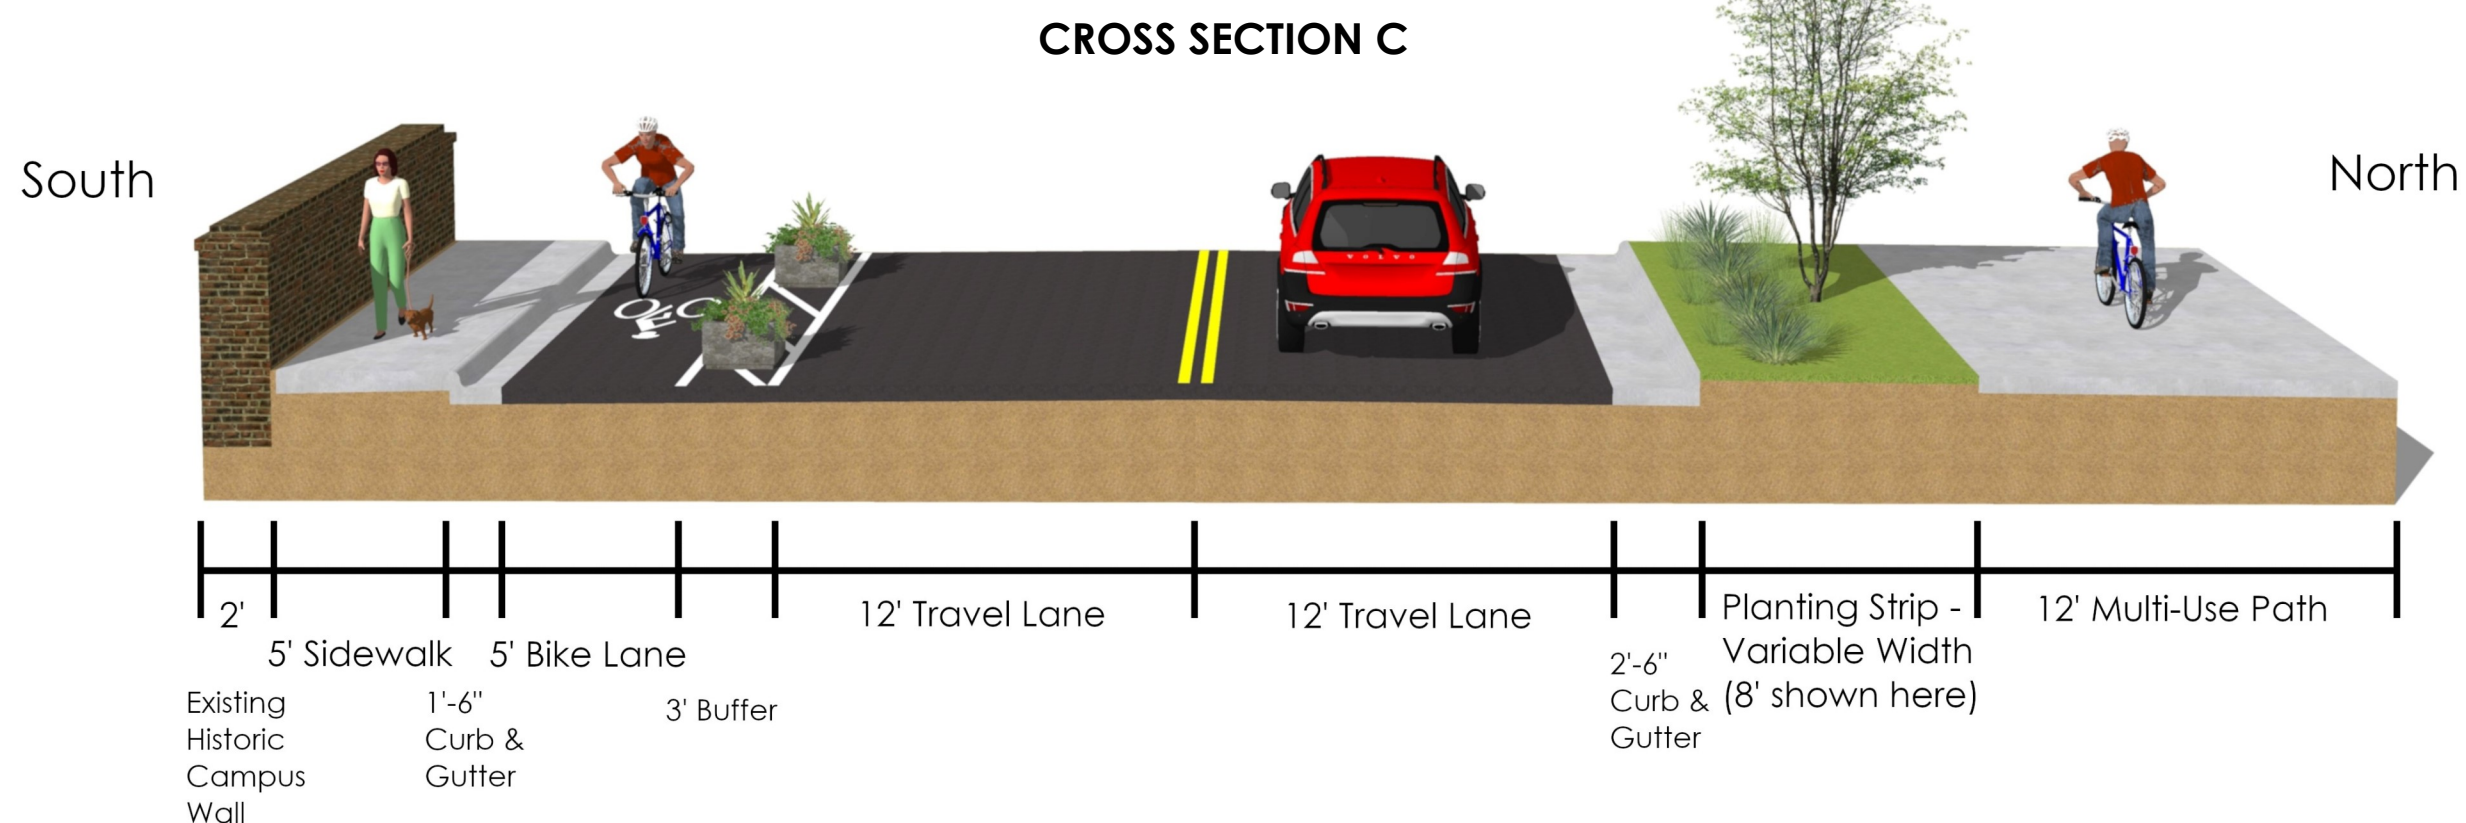 CROSS SECTION C
South
North
VOLVO
2'
5' Sidewalk
5' Bike Lane
12' Travel Lane
12' Travel Lane
Planting Strip -
Variable Width
(8' shown here)
12' Multi-Use Path
Existing
Historic
Campus
Wall
1'-6"
Curb &
Gutter
3' Buffer
2'-6"
Curb &
Gutter